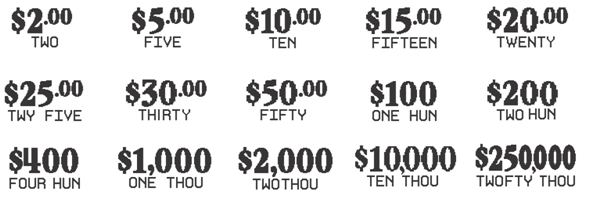 $2.00 $5.00 $10.00 $15.00 $20.00
TWO FIVE TEN FIFTEEN TWENTY
$25.00 $30.00 $50.00 $100 $200
TWY FIVE THIRTY FIFTY ONE HUN TWO HUN
$400 $1,000 $2,000 $10,000 $250,000
FOUR HUN ONE THOU TWOTHOU TEN THOU TWOFTY THOU